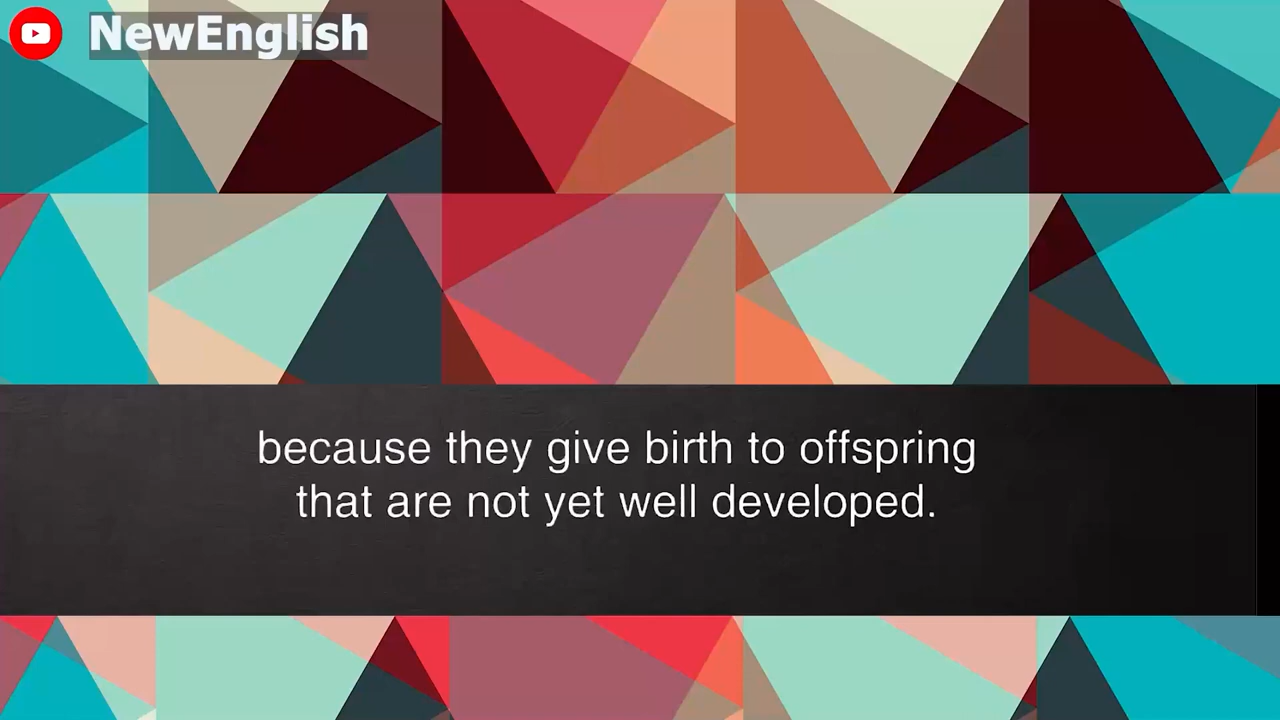 NewEnglish
because they give birth to offspring
that are not yet well developed.